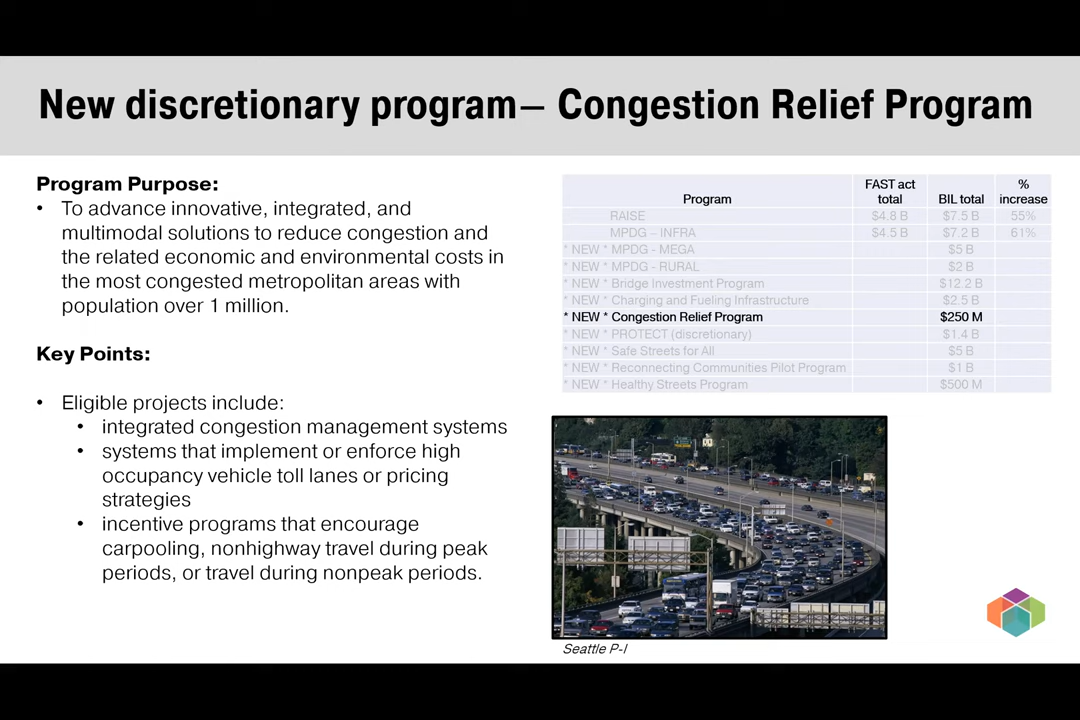 New discretionary program– Congestion Relief Program
Program Purpose:
• To advance innovative, integrated, and
multimodal solutions to reduce congestion and
the related economic and environmental costs in
the most congested metropolitan areas with
population over 1 million.
Key Points:
• Eligible projects include:
• integrated congestion management systems
• systems that implement or enforce high
occupancy vehicle toll lanes or pricing
strategies
• incentive programs that encourage
carpooling, nonhighway travel during peak
periods, or travel during nonpeak periods.
Program FAST act total BIL total % increase
RAISE $4.8 B $7.5 B 55%
MPDG – INFRA $4.5 B $7.2 B 61%
* NEW * MPDG - MEGA $5 B
* NEW * MPDG - RURAL $2 B
* NEW * Bridge Investment Program $12.2 B
* NEW * Charging and Fueling Infrastructure $2.5 B
* NEW * Congestion Relief Program $250 M
* NEW * PROTECT (discretionary) $1.4 B
* NEW * Safe Streets for All $5 B
* NEW * Reconnecting Communities Pilot Program $1 B
* NEW * Healthy Streets Program $500 M
Seattle P-I